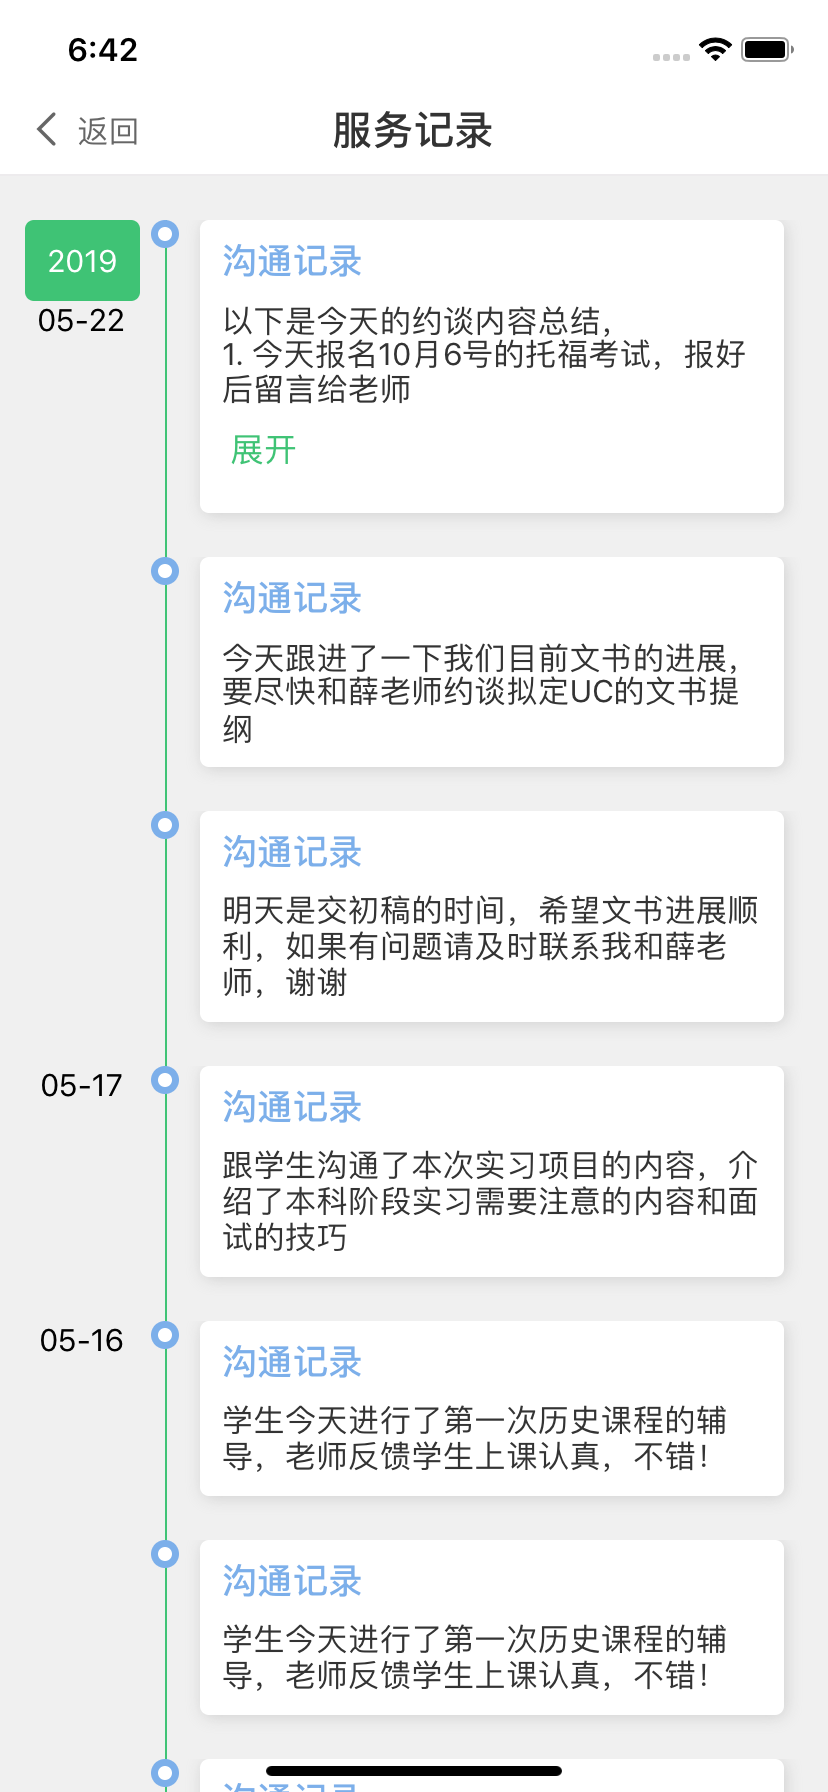 6:42
返回
服务记录
2019
05-22
沟通记录
以下是今天的约谈内容总结，
1. 今天报名10月6号的托福考试，报好
后留言给老师
展开
沟通记录
今天跟进了一下我们目前文书的进展，
要尽快和薛老师约谈拟定UC的文书提
纲
沟通记录
明天是交初稿的时间，希望文书进展顺
利，如果有问题请及时联系我和薛老
师，谢谢
05-17
沟通记录
跟学生沟通了本次实习项目的内容，介
绍了本科阶段实习需要注意的内容和面
试的技巧
05-16
沟通记录
学生今天进行了第一次历史课程的辅
导，老师反馈学生上课认真，不错！
沟通记录
学生今天进行了第一次历史课程的辅
导，老师反馈学生上课认真，不错！
沟通记录